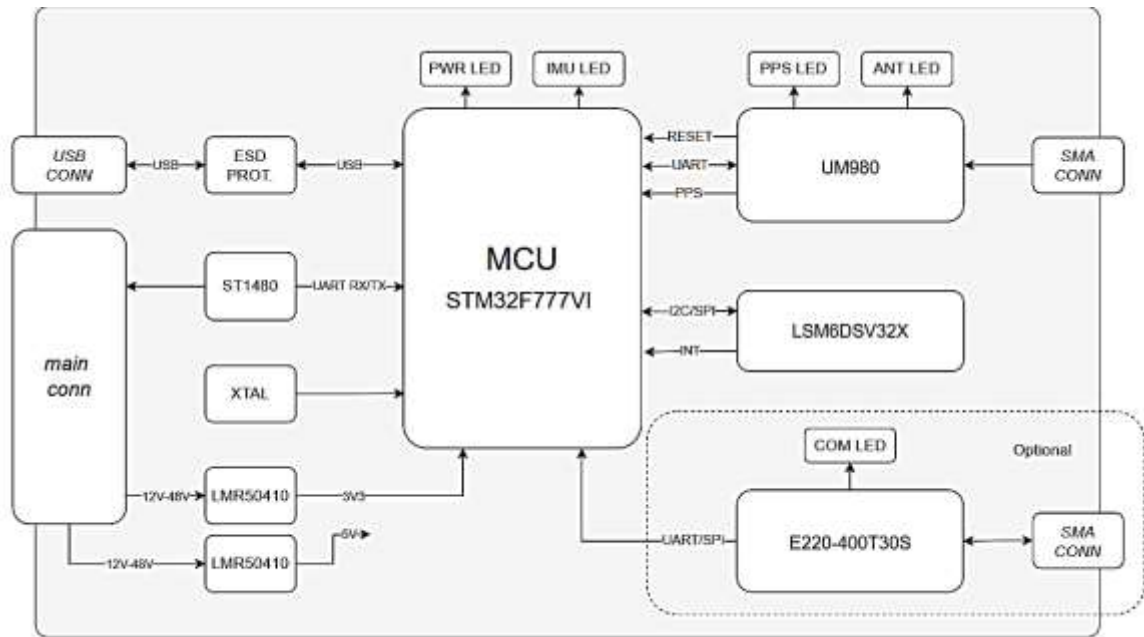 PWR LED
IMU LED
PPS LED
ANT LED
USB
CONN
USB
ESD
PROT.
USB
RESET
UART
PPS
UM980
SMA
CONN
MCU
STM32F777VI
ST1480
UART RX/TX
I2C/SPI
INT
LSM6DSV32X
main
conn
XTAL
COM LED
Optional
12V-48V
LMR50410
3V3
UART/SPI
E220-400T30S
SMA
CONN
12V-48V
LMR50410
5V